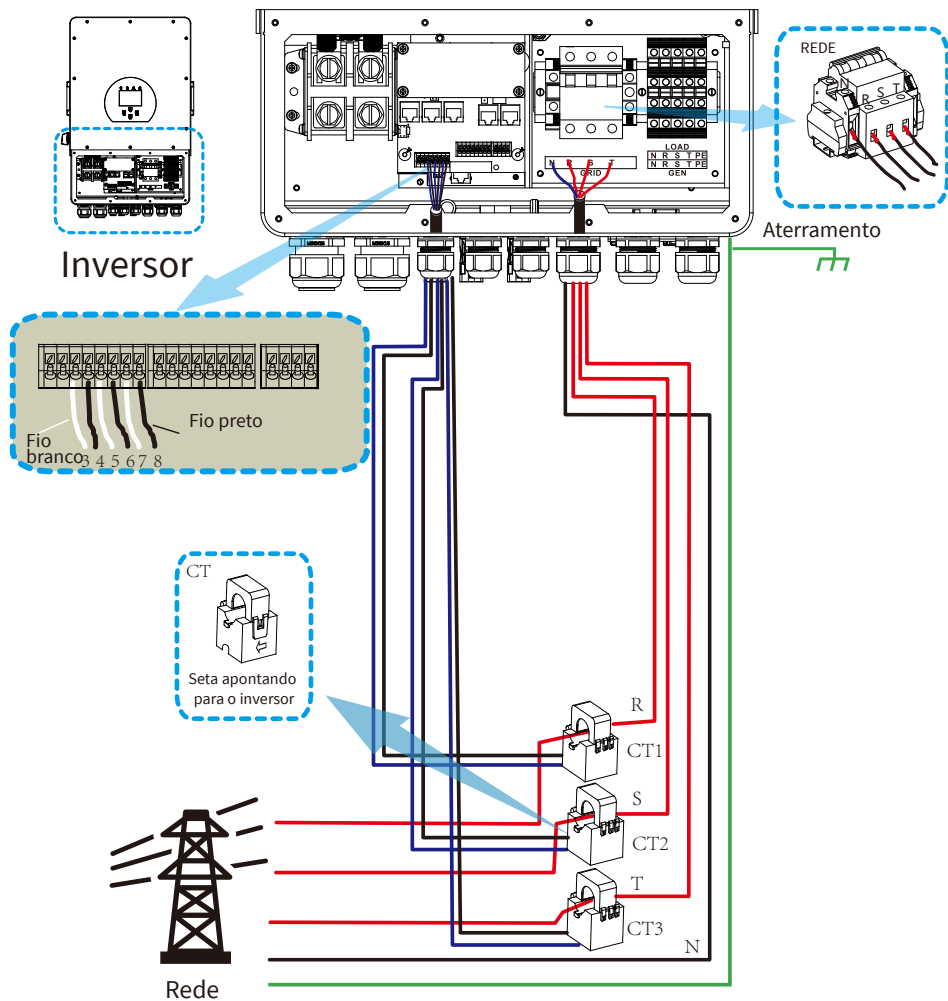 REDE
R S T
N R S T
GRID
LOAD
N R S T PE
N R S T PE
GEN
Aterramento
Inversor
Fio preto
Fio
branco
3 4 5 6 7 8
CT
Seta apontando
para o inversor
R
CT1
S
CT2
T
CT3
N
Rede